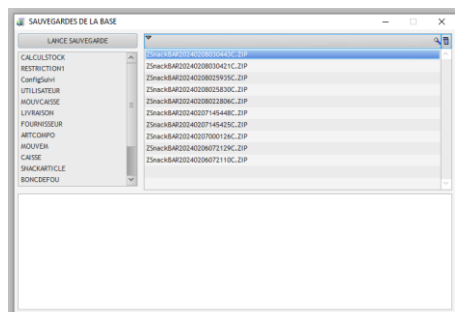 SAUVEGARDES DE LA BASE
LANCE SAUVEGARDE
CALCULSTOCK
RESTRICTION1
ConfigSuivi
UTILISATEUR
MOUVCAISSE
LIVRAISON
FOURNISSEUR
ARTCOMPO
MOUVEM
CAISSE
SNACKARTICLE
BONCDEFOU
ZSnackBAR20240208030443C.ZIP
ZSnackBAR20240208030421C.ZIP
ZSnackBAR20240208025935C.ZIP
ZSnackBAR20240208025830C.ZIP
ZSnackBAR20240208022806C.ZIP
ZSnackBAR20240207145448C.ZIP
ZSnackBAR20240207145425C.ZIP
ZSnackBAR20240207000126C.ZIP
ZSnackBAR20240206072129C.ZIP
ZSnackBAR20240206072110C.ZIP